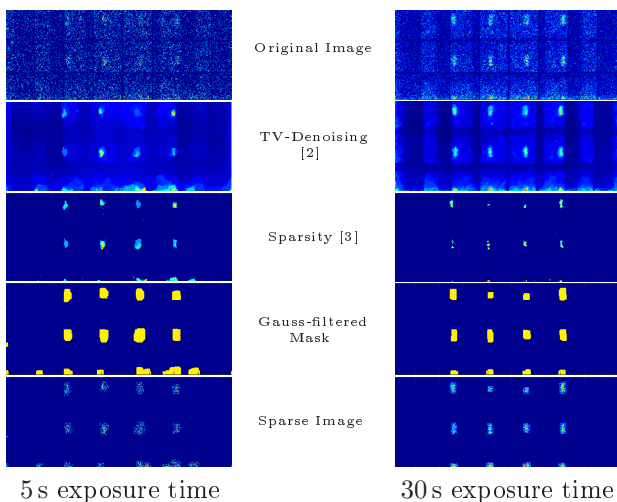 Original Image
TV-Denoising
[2]
Sparsity [3]
Gauss-filtered
Mask
Sparse Image
5 s exposure time
30 s exposure time